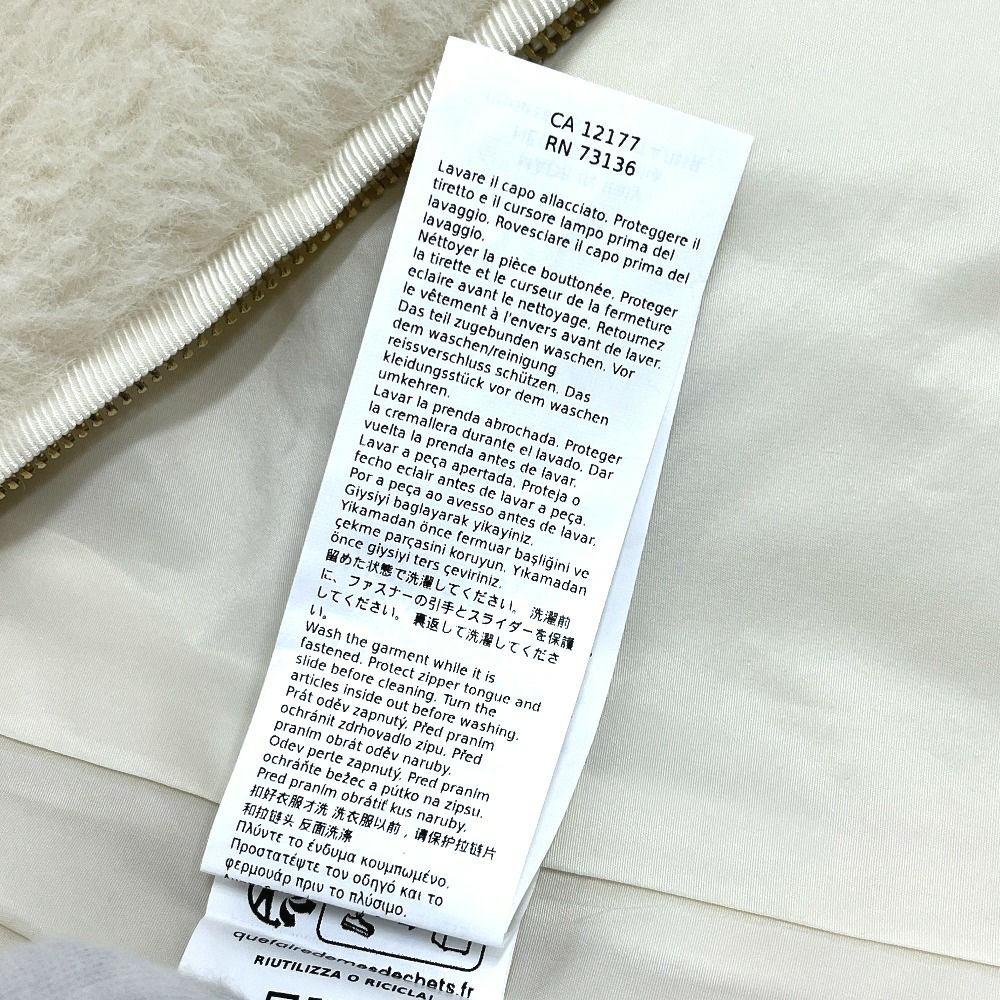 CA 12177
RN 73136
Lavare il capo allacciato. Proteggere il
tiretto e il cursore lampo prima del
lavaggio. Rovesciare il capo prima del
lavaggio.
Néttoyer la pièce bouttonée. Proteger
la tirette et le curseur de la fermeture
eclaire avant le nettoyage. Retournez
le vêtement à l'envers avant de laver.
Das teil zugebunden waschen. Vor
dem waschen/reinigung
reissverschluss schützen. Das
kleidungsstück vor dem waschen
umkehren.
Lavar la prenda abrochada. Proteger
la cremallera durante el lavado. Dar
vuelta la prenda antes de lavar.
Lavar a peça apertada. Proteja o
fecho eclair antes de lavar a peça.
Por a peça ao avesso antes de lavar.
Giysiyi baglayarak yikayiniz.
Yikamadan önce fermuar başliğini ve
çekme parçasini koruyun. Yıkamadan
önce giysiyi ters çeviriniz.
留めた状態で洗濯してください。 洗濯前
に、ファスナーの引手とスライダーを保護
してください。 裏返して洗濯してくださ
い。
Wash the garment while it is
fastened. Protect zipper tongue and
slide before cleaning. Turn the
articles inside out before washing.
Prát oděv zapnutý. Před praním
ochránit zdrhovadlo zipu. Před
praním obrát oděv naruby.
Odev perte zapnutý. Pred praním
ochráňte bežec a pútko na zipsu.
Pred praním obrátiť kus naruby.
扣好衣服才洗 洗衣服以前，请保护拉链片
和拉链头 反面洗涤
Πλύντε το ένδυμα κουμπωμένο.
Προστατέψτε τον οδηγό και το
φερμουάρ πριν το πλύσιμο.
quefairedemesdechets.fr
RIUTILIZZA O RICICLA!